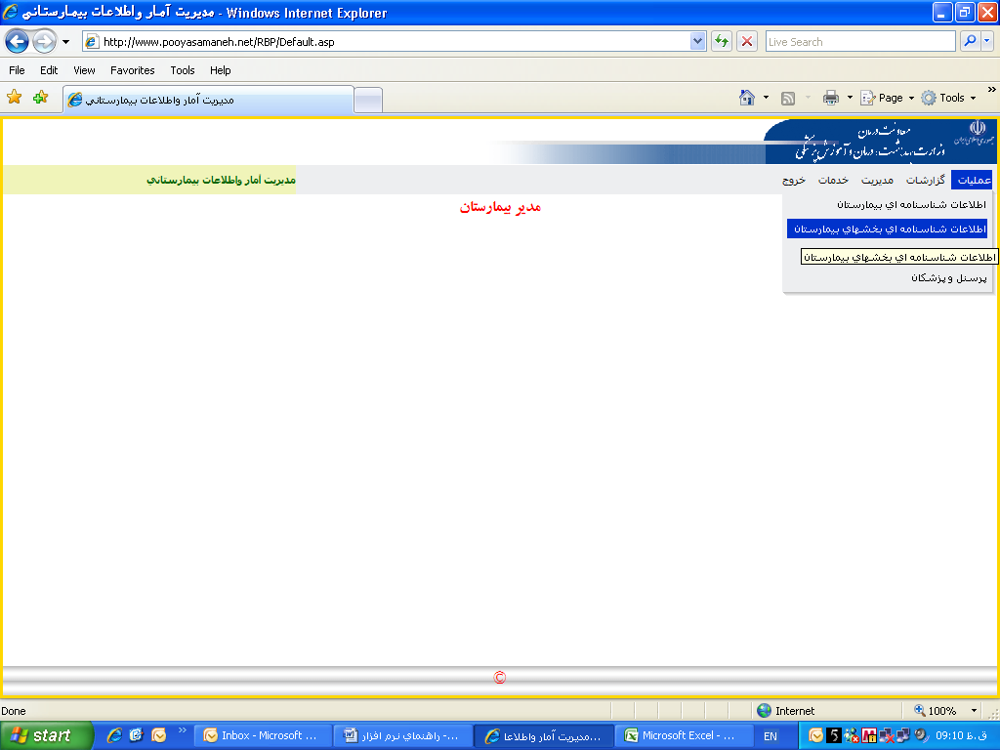 مديريت آمار واطلاعات بيمارستاني - Windows Internet Explorer
http://www.pooyasamaneh.net/RBP/Default.asp
Live Search
File Edit View Favorites Tools Help
مديريت آمار واطلاعات بيمارستاني
Page Tools
معاونت درمان
وزارت بهداشت، درمان و آموزش پزشکی
جمهوری اسلامی ایران
عمليات گزارشات مديريت خدمات خروج
مديريت آمار واطلاعات بيمارستاني
مدير بيمارستان
اطلاعات شناسنامه اي بيمارستان
اطلاعات شناسنامه اي بخشهاي بيمارستان
اطلاعات شناسنامه اي بخشهاي بيمارستان
پرسنل و پزشكان
©
Done
Internet
100%
start
Inbox - Microsoft ...
راهنماي نرم افزار - ...
مديريت آمار واطلاعا...
Microsoft Excel - ...
EN
5
09:10 ق.ظ